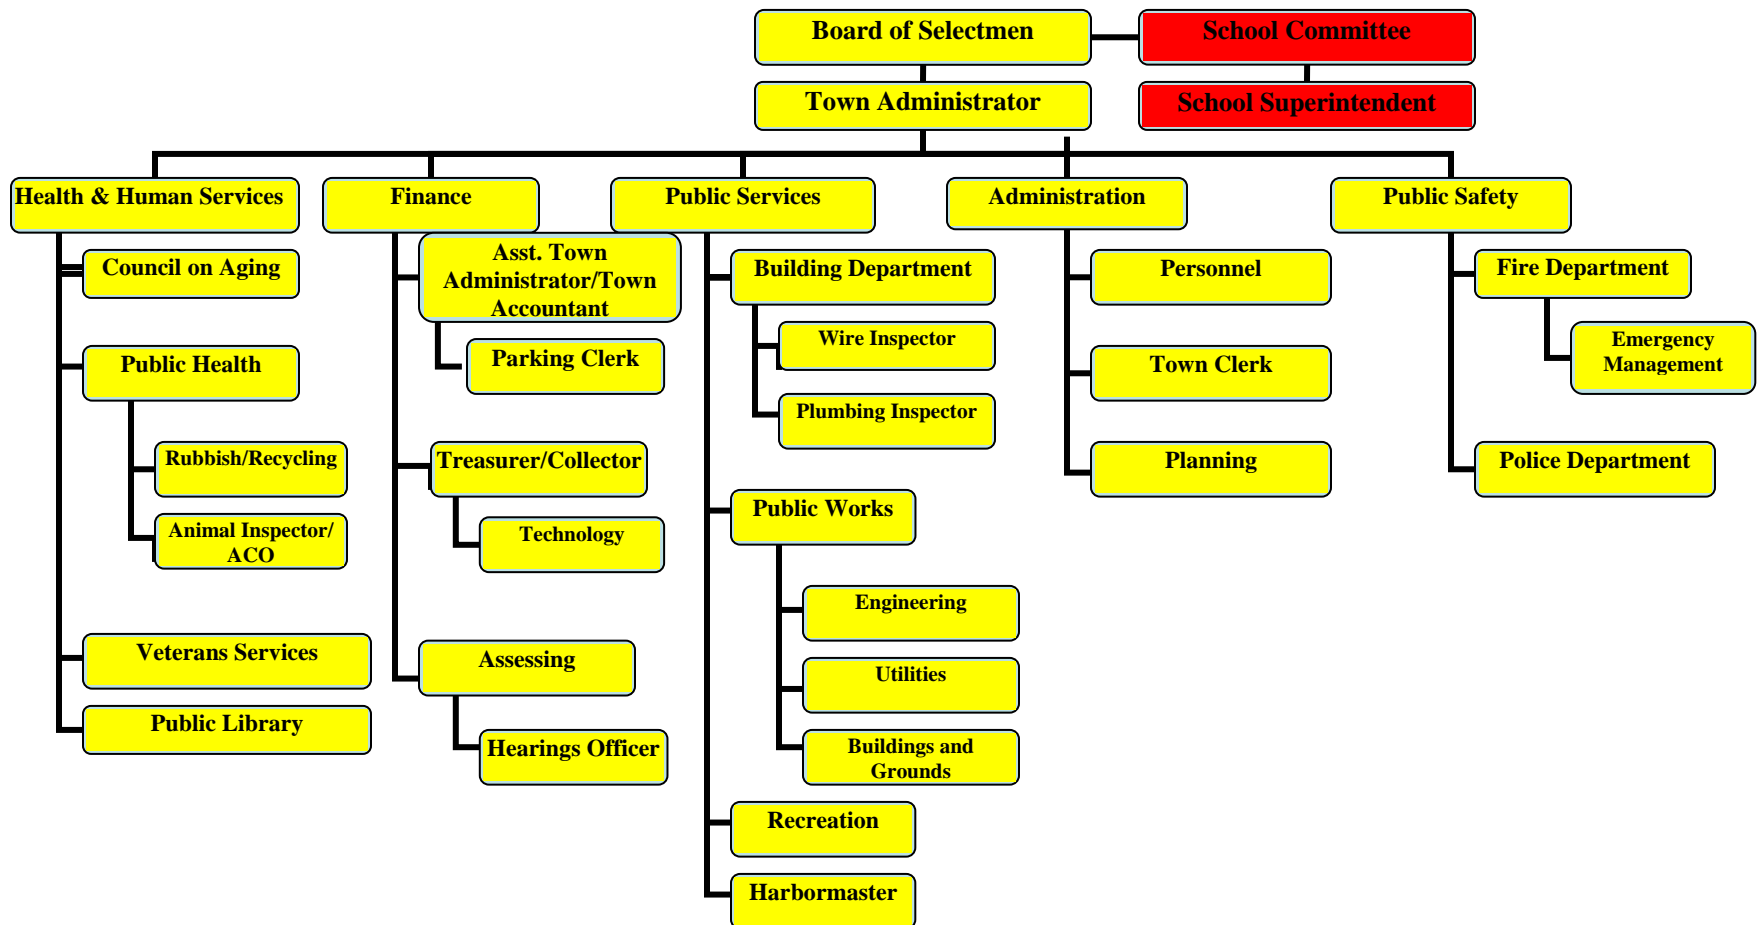 Board of Selectmen
School Committee
Town Administrator
School Superintendent
Health & Human Services
Finance
Public Services
Administration
Public Safety
Council on Aging
Public Health
Rubbish/Recycling
Animal Inspector/
ACO
Veterans Services
Public Library
Asst. Town
Administrator/Town
Accountant
Parking Clerk
Treasurer/Collector
Technology
Assessing
Hearings Officer
Building Department
Wire Inspector
Plumbing Inspector
Public Works
Engineering
Utilities
Buildings and
Grounds
Recreation
Harbormaster
Personnel
Town Clerk
Planning
Fire Department
Emergency
Management
Police Department